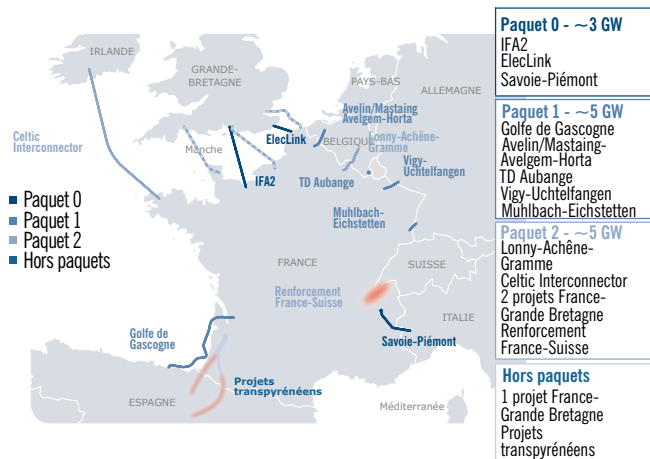 IRLANDE
GRANDE-
BRETAGNE
PAYS-BAS
ALLEMAGNE
Avelin/Mastaing
Avelgem-Horta
Celtic
Interconnector
Manche
ElecLink
BELGIQUE
Lonny-Achêne-
Gramme
Vigy-
Uchtelfangen
IFA2
TD Aubange
Muhlbach-
Eichstetten
Paquet 0
Paquet 1
Paquet 2
Hors paquets
FRANCE
SUISSE
Renforcement
France-Suisse
ITALIE
Golfe de
Gascogne
Savoie-Piémont
Projets
transpyrénéens
ESPAGNE
Méditerranée
Paquet 0 - ~3 GW
IFA2
ElecLink
Savoie-Piémont
Paquet 1 - ~5 GW
Golfe de Gascogne
Avelin/Mastaing-
Avelgem-Horta
TD Aubange
Vigy-Uchtelfangen
Muhlbach-Eichstetten
Paquet 2 - ~5 GW
Lonny-Achêne-
Gramme
Celtic Interconnector
2 projets France-
Grande Bretagne
Renforcement
France-Suisse
Hors paquets
1 projet France-
Grande Bretagne
Projets
transpyrénéens